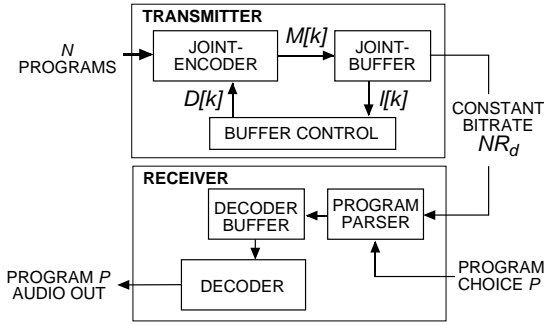 TRANSMITTER
N
PROGRAMS
JOINT-
ENCODER
M[k]
JOINT-
BUFFER
D[k]
I[k]
BUFFER CONTROL
CONSTANT
BITRATE
NRd
RECEIVER
DECODER
BUFFER
PROGRAM
PARSER
PROGRAM P
AUDIO OUT
DECODER
PROGRAM
CHOICE P